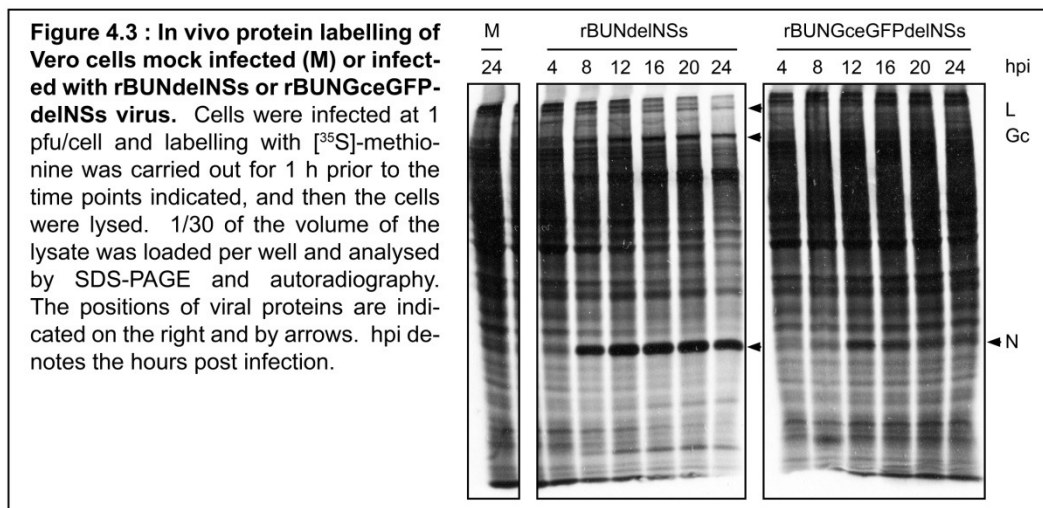 Figure 4.3 : In vivo protein labelling of
Vero cells mock infected (M) or infect-
ed with rBUNdelNSs or rBUNGceGFP-
delNSs virus. Cells were infected at 1
pfu/cell and labelling with [³⁵S]-methio-
nine was carried out for 1 h prior to the
time points indicated, and then the cells
were lysed. 1/30 of the volume of the
lysate was loaded per well and analysed
by SDS-PAGE and autoradiography.
The positions of viral proteins are indi-
cated on the right and by arrows. hpi de-
notes the hours post infection.
M rBUNdelNSs rBUNGceGFPdelNSs
24 4 8 12 16 20 24 4 8 12 16 20 24 hpi
L
Gc
N